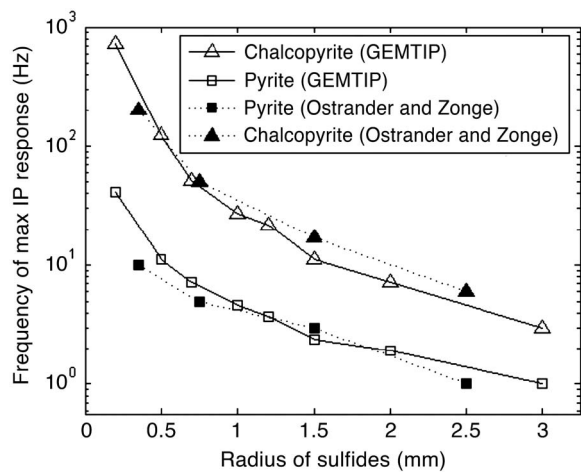 Frequency of max IP response (Hz)
10^3
10^2
10^1
10^0
Chalcopyrite (GEMTIP)
Pyrite (GEMTIP)
Pyrite (Ostrander and Zonge)
Chalcopyrite (Ostrander and Zonge)
0 0.5 1 1.5 2 2.5 3
Radius of sulfides (mm)